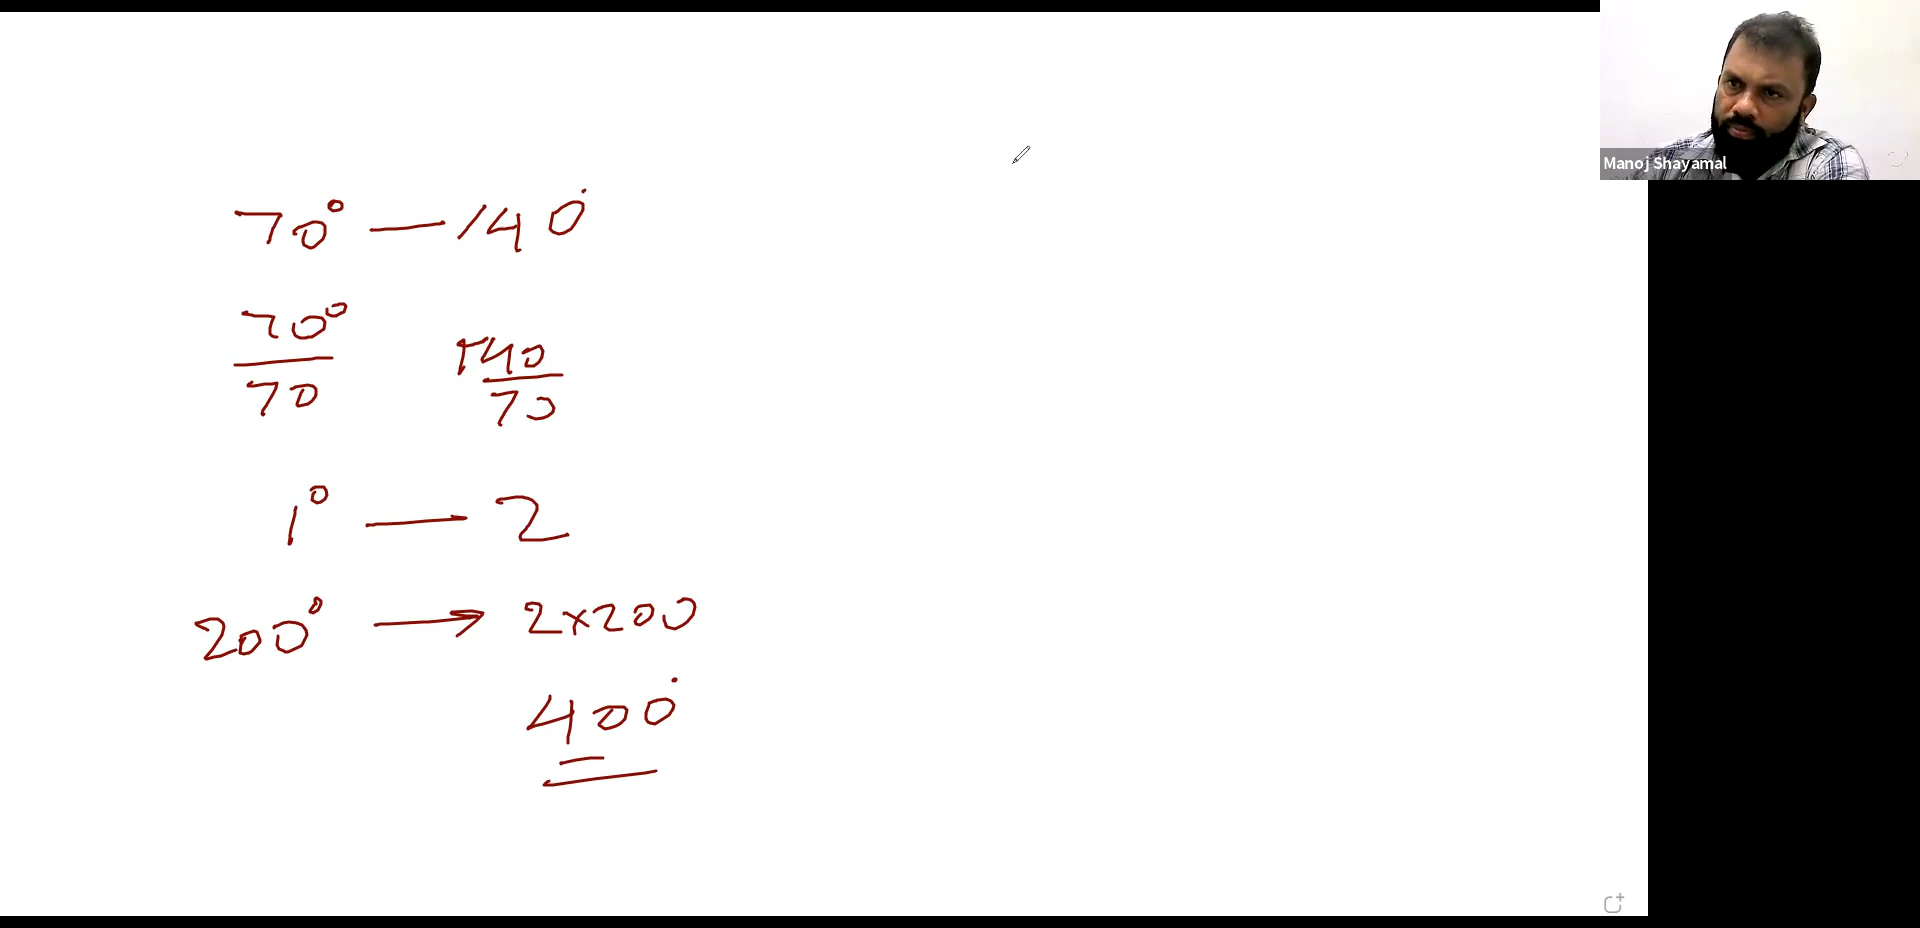 70° — 140
70° 140
70 70
1° — 2
200° → 2×200
400
Manoj Shayamal